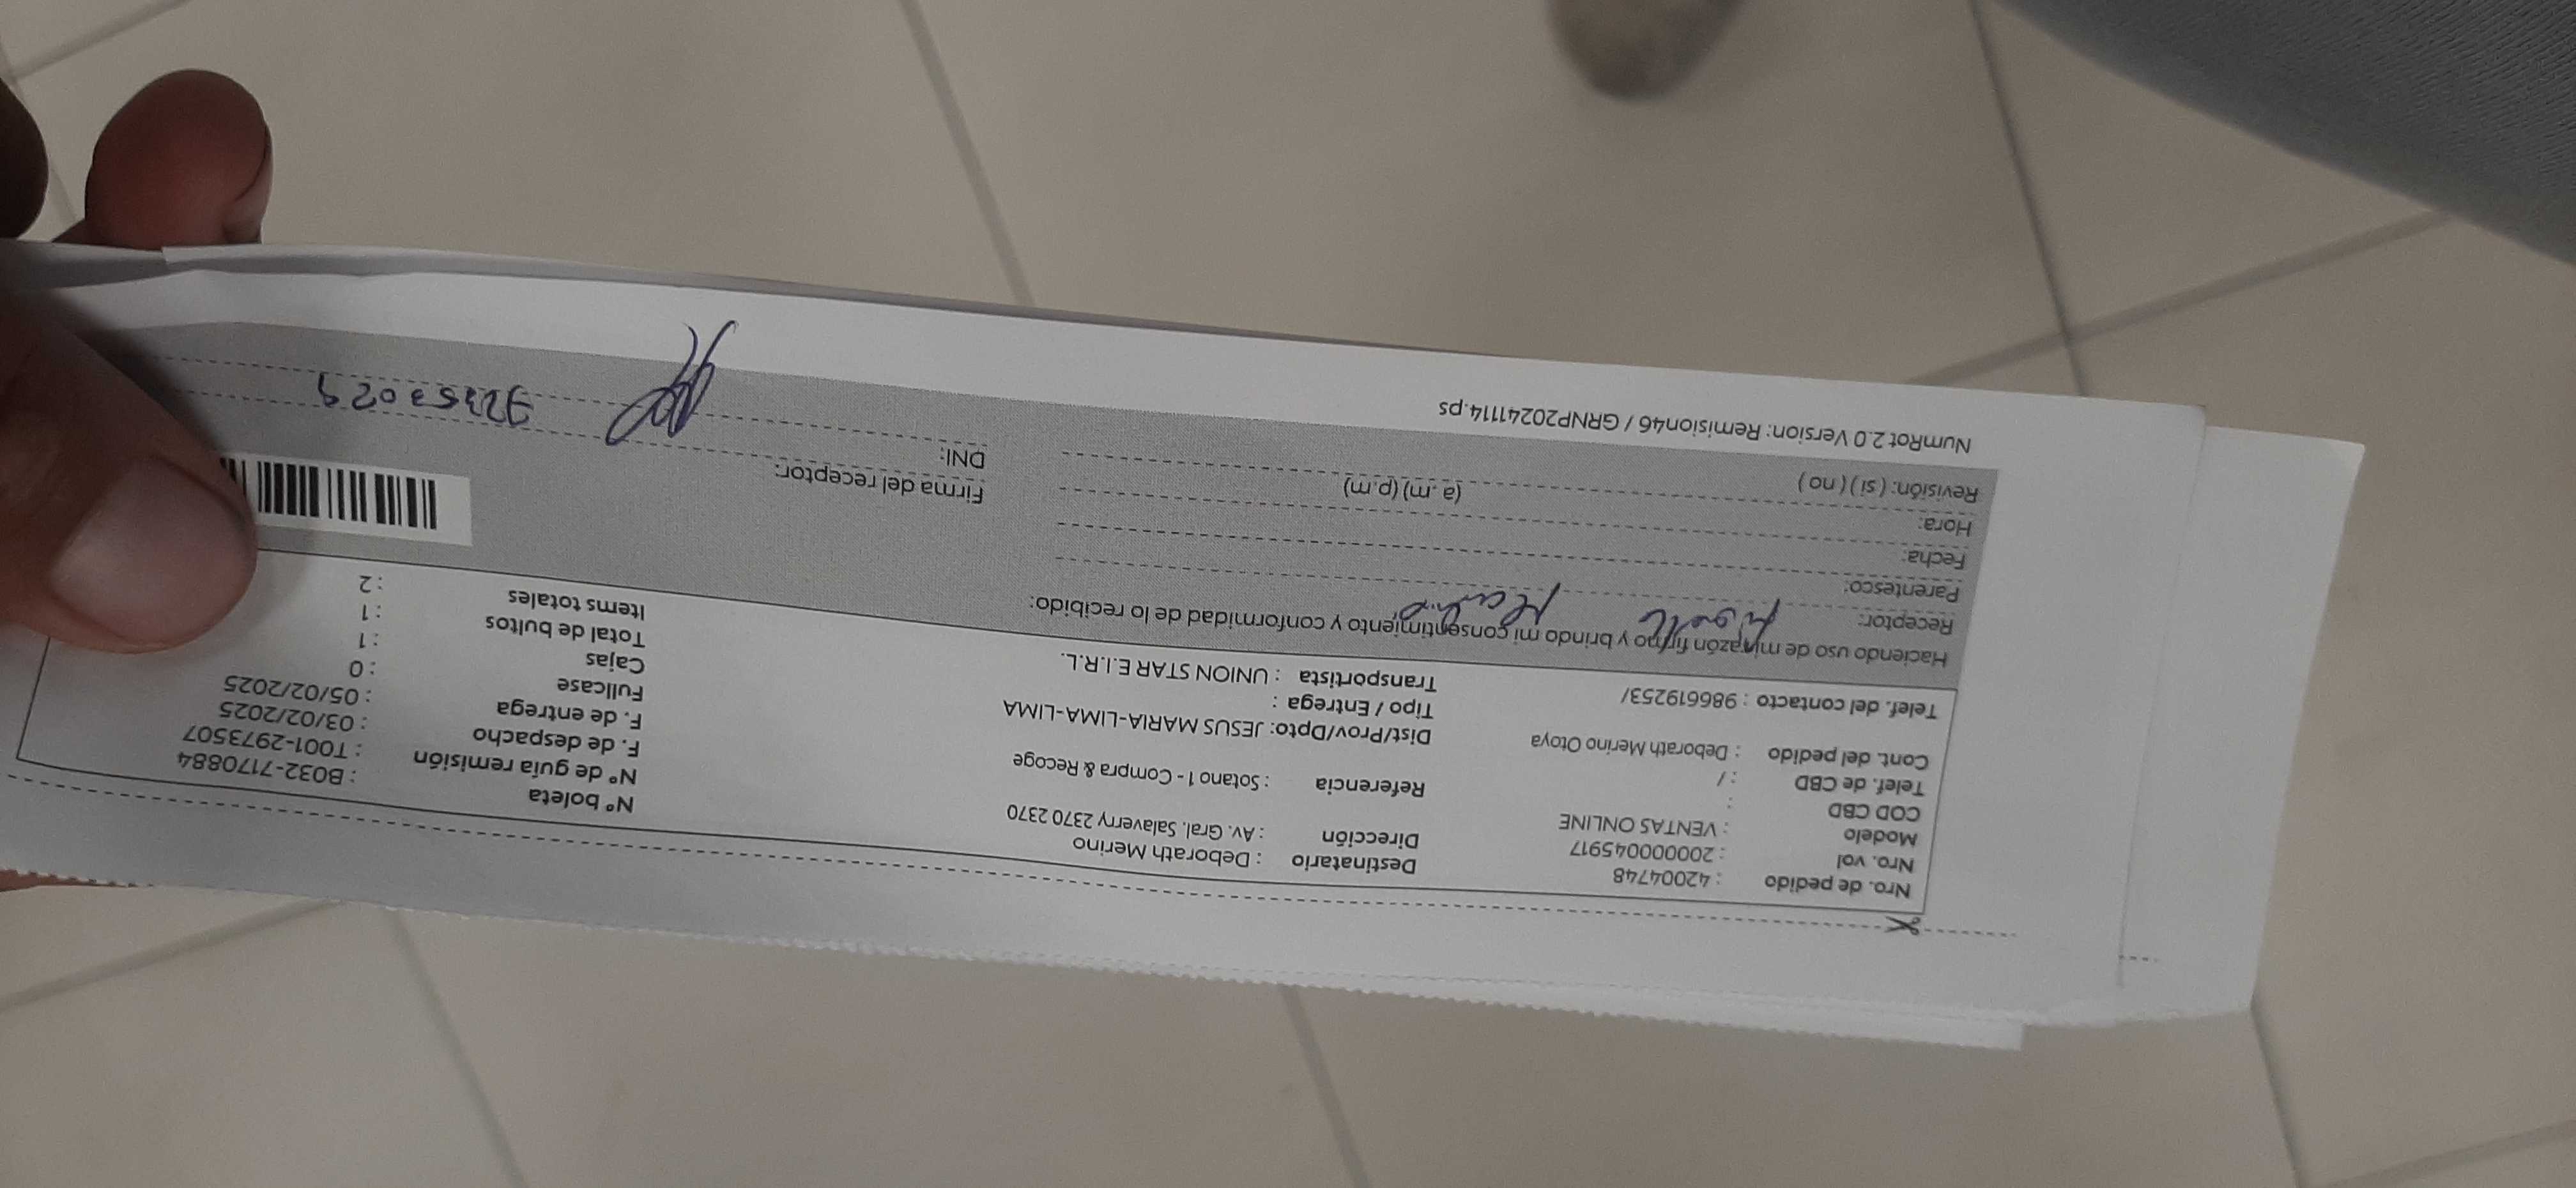 Nro. de pedido : 42004748
Nro. vol : 200000045917
Modelo : VENTAS ONLINE
COD CBD :
Telef. de CBD : /
Cont. del pedido : Deborath Merino Otoya
Telef. del contacto : 986619253/
Destinatario : Deborath Merino
Dirección : Av. Gral. Salaverry 2370 2370
Referencia : Sotano 1 - Compra & Recoge
Dist/Prov/Dpto: JESUS MARIA-LIMA-LIMA
Tipo / Entrega :
Transportista : UNION STAR E.I.R.L.
N° boleta : B032-7170884
N° de guía remisión : T001-2973507
F. de despacho : 03/02/2025
F. de entrega : 05/02/2025
Fullcase : 0
Cajas : 1
Total de bultos : 1
Items totales : 2
Haciendo uso de mi razón firmo y brindo mi consentimiento y conformidad de lo recibido:
Receptor:
Parentesco:
Fecha:
Hora: (a.m) (p.m)
Revisión: ( si ) ( no )
Firma del receptor:
DNI:
NumRot 2.0 Version: Remision46 / GRNP20241114.ps